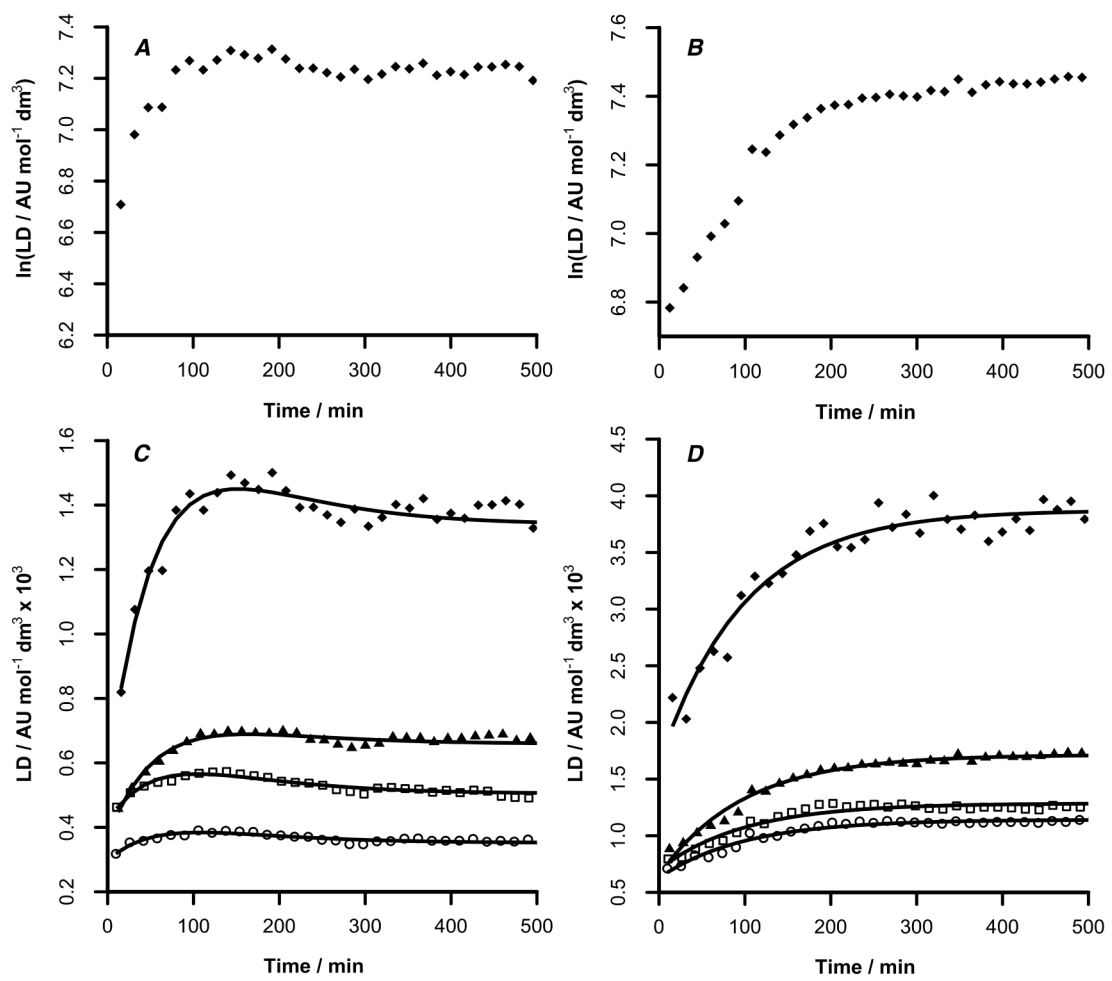 A
7.4
7.2
7.0
6.8
6.6
6.4
6.2
ln(LD / AU mol⁻¹ dm³)
0 100 200 300 400 500
Time / min
B
7.6
7.4
7.2
7.0
6.8
ln(LD / AU mol⁻¹ dm³)
0 100 200 300 400 500
Time / min
C
1.6
1.4
1.2
1.0
0.8
0.6
0.4
0.2
LD / AU mol⁻¹ dm³ x 10³
0 100 200 300 400 500
Time / min
D
4.5
4.0
3.5
3.0
2.5
2.0
1.5
1.0
0.5
LD / AU mol⁻¹ dm³ x 10³
0 100 200 300 400 500
Time / min